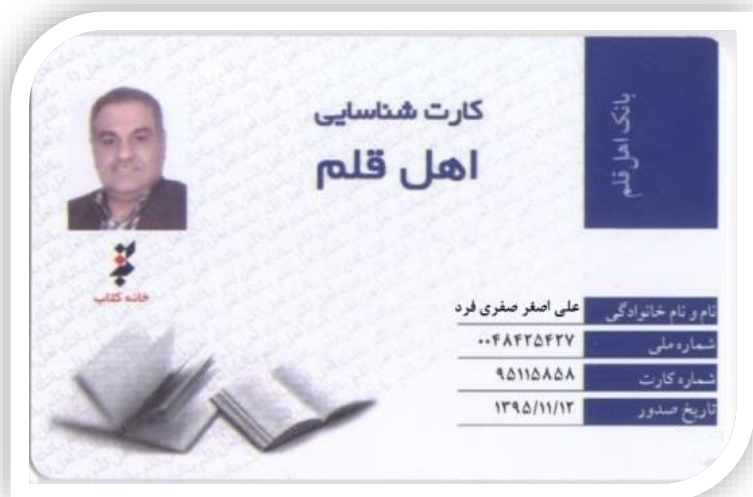 کارت شناسایی
اهل قلم
بانک اهل قلم
خانه کتاب
نام و نام خانوادگی علی اصغر صفری فرد
شماره ملی ۰۰۴۸۴۲۵۴۲۷
شماره کارت ۹۵۱۱۵۸۵۸
تاریخ صدور ۱۳۹۵/۱۱/۱۲